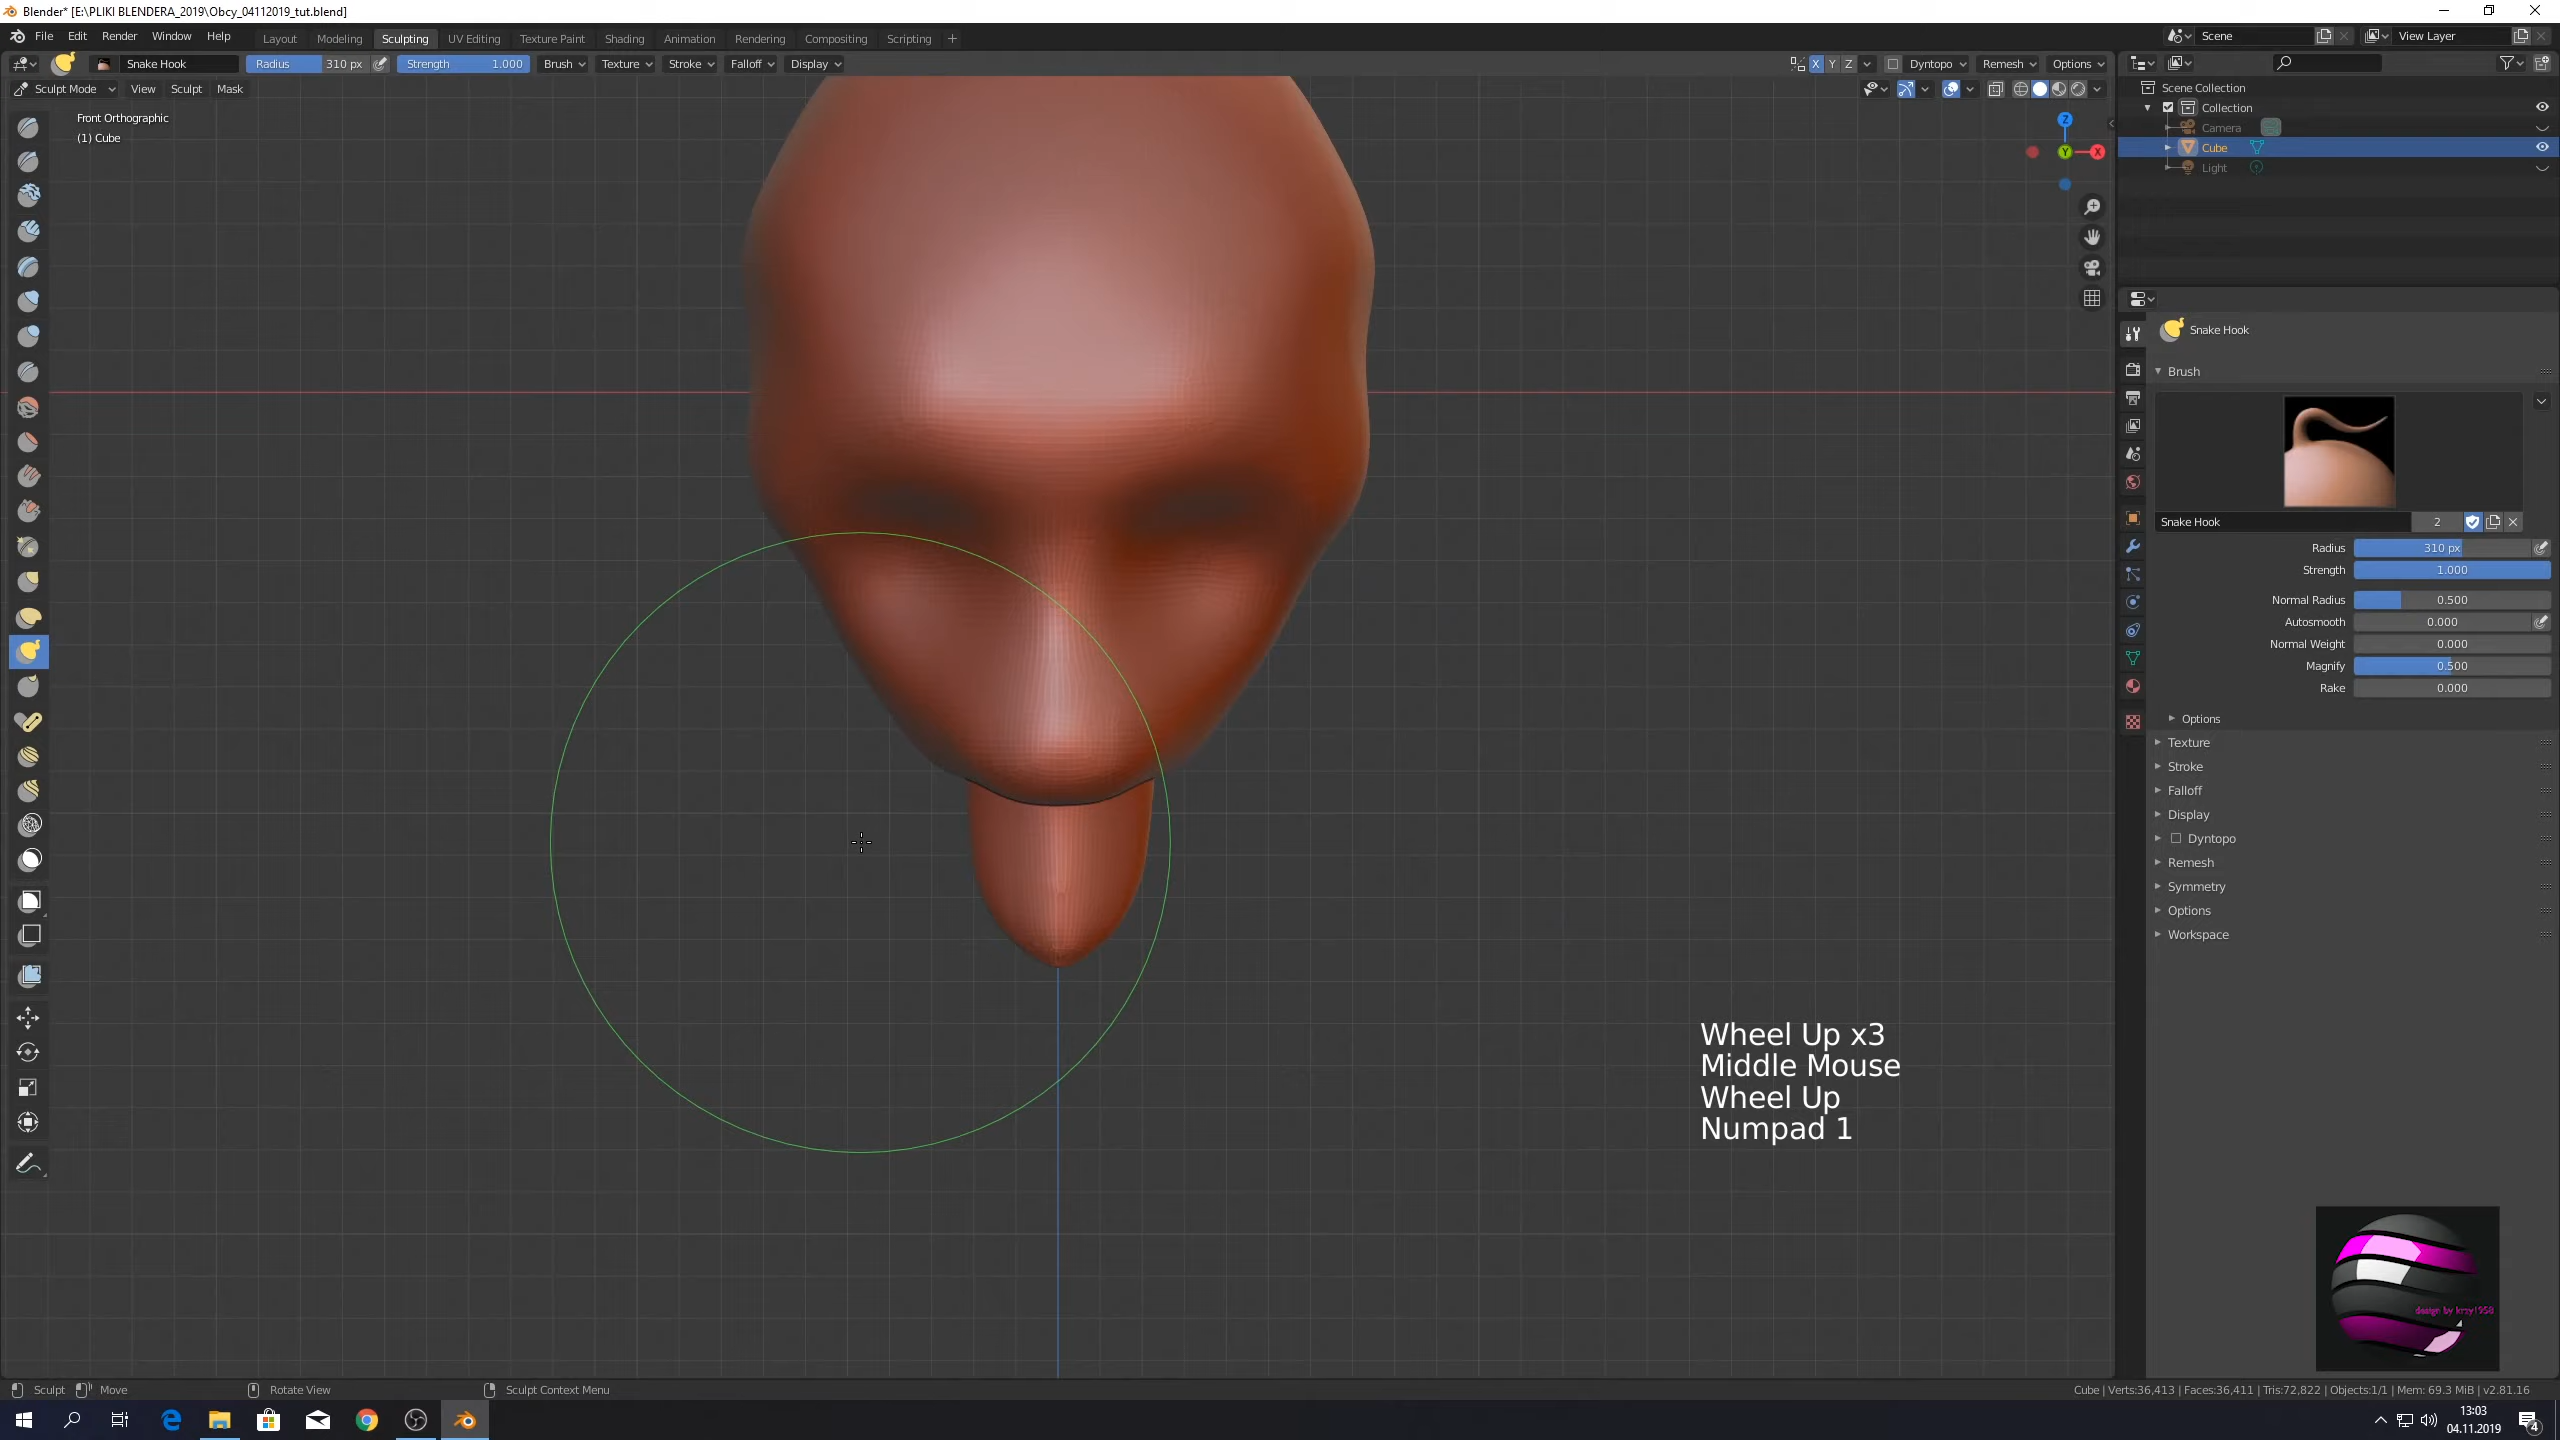 Blender* [E:\PLIKI BLENDERA_2019\Obcy_04112019_tut.blend]
File Edit Render Window Help Layout Modeling Sculpting UV Editing Texture Paint Shading Animation Rendering Compositing Scripting + Scene View Layer
Snake Hook Radius 310 px Strength 1.000 Brush Texture Stroke Falloff Display X Y Z Dyntopo Remesh Options
Sculpt Mode View Sculpt Mask
Front Orthographic
(1) Cube
Z
Y X
Scene Collection
Collection
Camera
Cube
Light
Snake Hook
Brush
Snake Hook 2
Radius 310 px
Strength 1.000
Normal Radius 0.500
Autosmooth 0.000
Normal Weight 0.000
Magnify 0.500
Rake 0.000
Options
Texture
Stroke
Falloff
Display
Dyntopo
Remesh
Symmetry
Options
Workspace
Wheel Up x3
Middle Mouse
Wheel Up
Numpad 1
design by krzy1958
Sculpt Move Rotate View Sculpt Context Menu Cube | Verts:36,413 | Faces:36,411 | Tris:72,822 | Objects:1/1 | Mem: 69.3 MiB | v2.81.16
13:03
04.11.2019
4